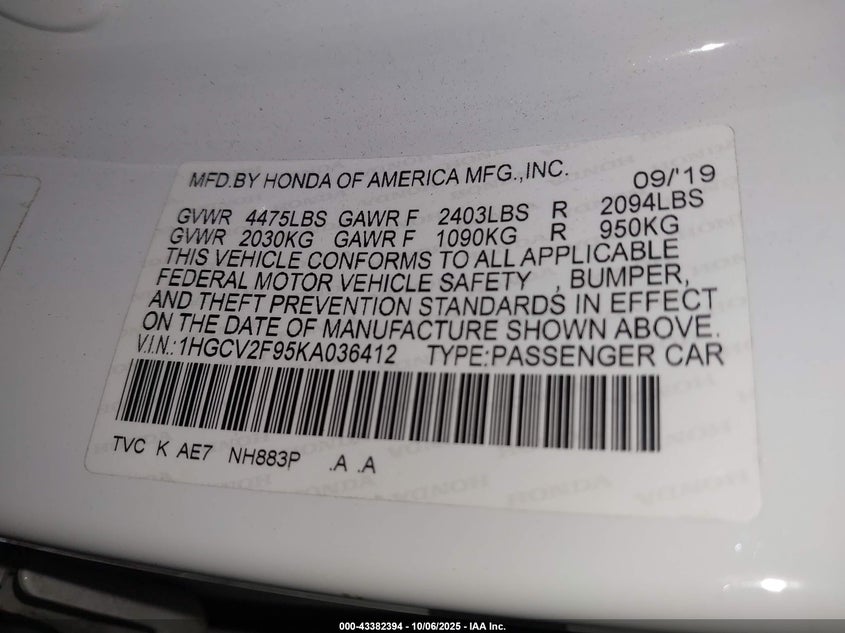 MFD.BY HONDA OF AMERICA MFG.,INC. 09/'19
GVWR 4475LBS GAWR F 2403LBS R 2094LBS
GVWR 2030KG GAWR F 1090KG R 950KG
THIS VEHICLE CONFORMS TO ALL APPLICABLE
FEDERAL MOTOR VEHICLE SAFETY , BUMPER,
AND THEFT PREVENTION STANDARDS IN EFFECT
ON THE DATE OF MANUFACTURE SHOWN ABOVE.
V.I.N.:1HGCV2F95KA036412 TYPE:PASSENGER CAR
TVC K AE7 NH883P .A .A
HONDA HONDA HONDA
000-43382394 - 10/06/2025 - IAA Inc.